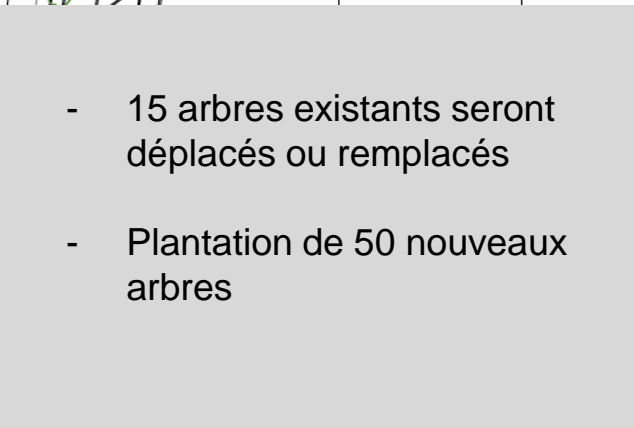 - 15 arbres existants seront
déplacés ou remplacés
- Plantation de 50 nouveaux
arbres